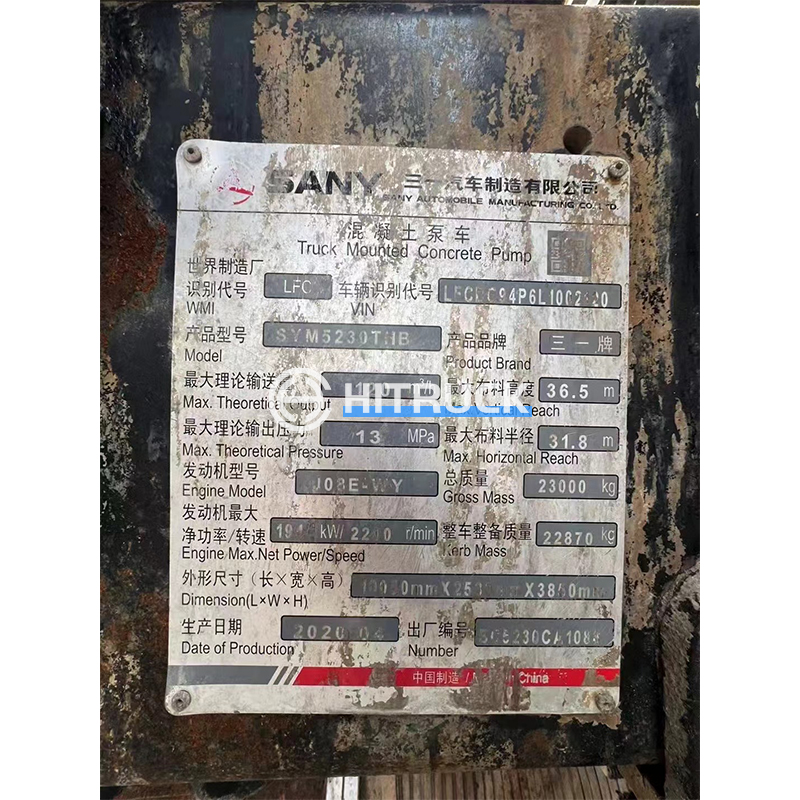 SANY 三一汽车制造有限公司
SANY AUTOMOBILE MANUFACTURING CO., LTD.
混凝土泵车
Truck Mounted Concrete Pump
世界制造厂
识别代号 LFC 车辆识别代号
WMI VIN
产品型号 SYM5230THB 产品品牌 三一牌
Model Product Brand
最大理论输送 最大布料高度 36.5 m
Max. Theoretical Output Reach
HITRUCK
最大理论输出压力 13 MPa 最大布料半径 31.8 m
Max. Theoretical Pressure Max. Horizontal Reach
发动机型号 J08E-WY 总质量 23000 kg
Engine Model Gross Mass
发动机最大
净功率/转速 kW/ r/min 整车整备质量 22870 kg
Engine Max.Net Power/Speed Kerb Mass
外形尺寸 (长×宽×高)
Dimension(L×W×H)
生产日期 2020.04 出厂编号
Date of Production Number
中国制造 / China